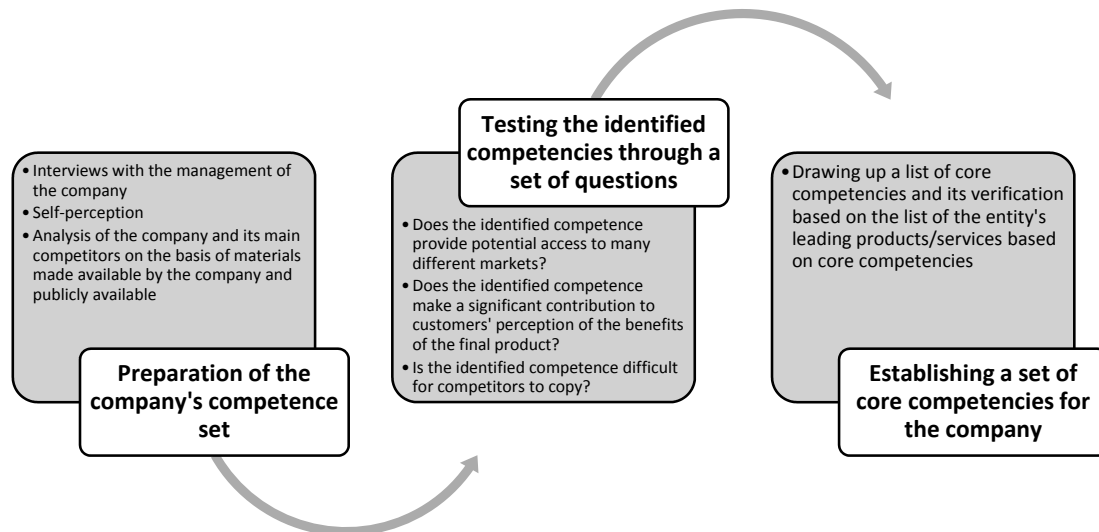 • Interviews with the management of
the company
• Self-perception
• Analysis of the company and its main
competitors on the basis of materials
made available by the company and
publicly available
Preparation of the
company's competence
set
Testing the identified
competencies through a
set of questions
• Does the identified competence
provide potential access to many
different markets?
• Does the identified competence
make a significant contribution to
customers' perception of the benefits
of the final product?
• Is the identified competence difficult
for competitors to copy?
• Drawing up a list of core
competencies and its verification
based on the list of the entity's
leading products/services based
on core competencies
Establishing a set of
core competencies for
the company